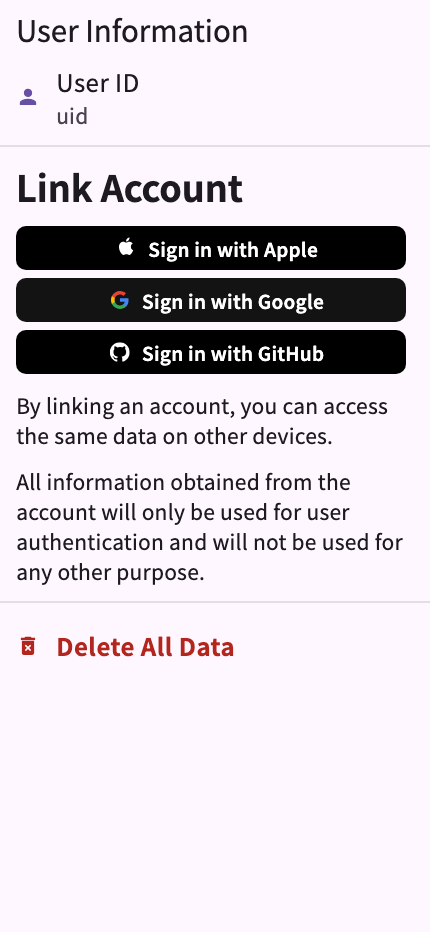 User Information
User ID
uid
Link Account
Sign in with Apple
Sign in with Google
Sign in with GitHub
By linking an account, you can access
the same data on other devices.
All information obtained from the
account will only be used for user
authentication and will not be used for
any other purpose.
Delete All Data